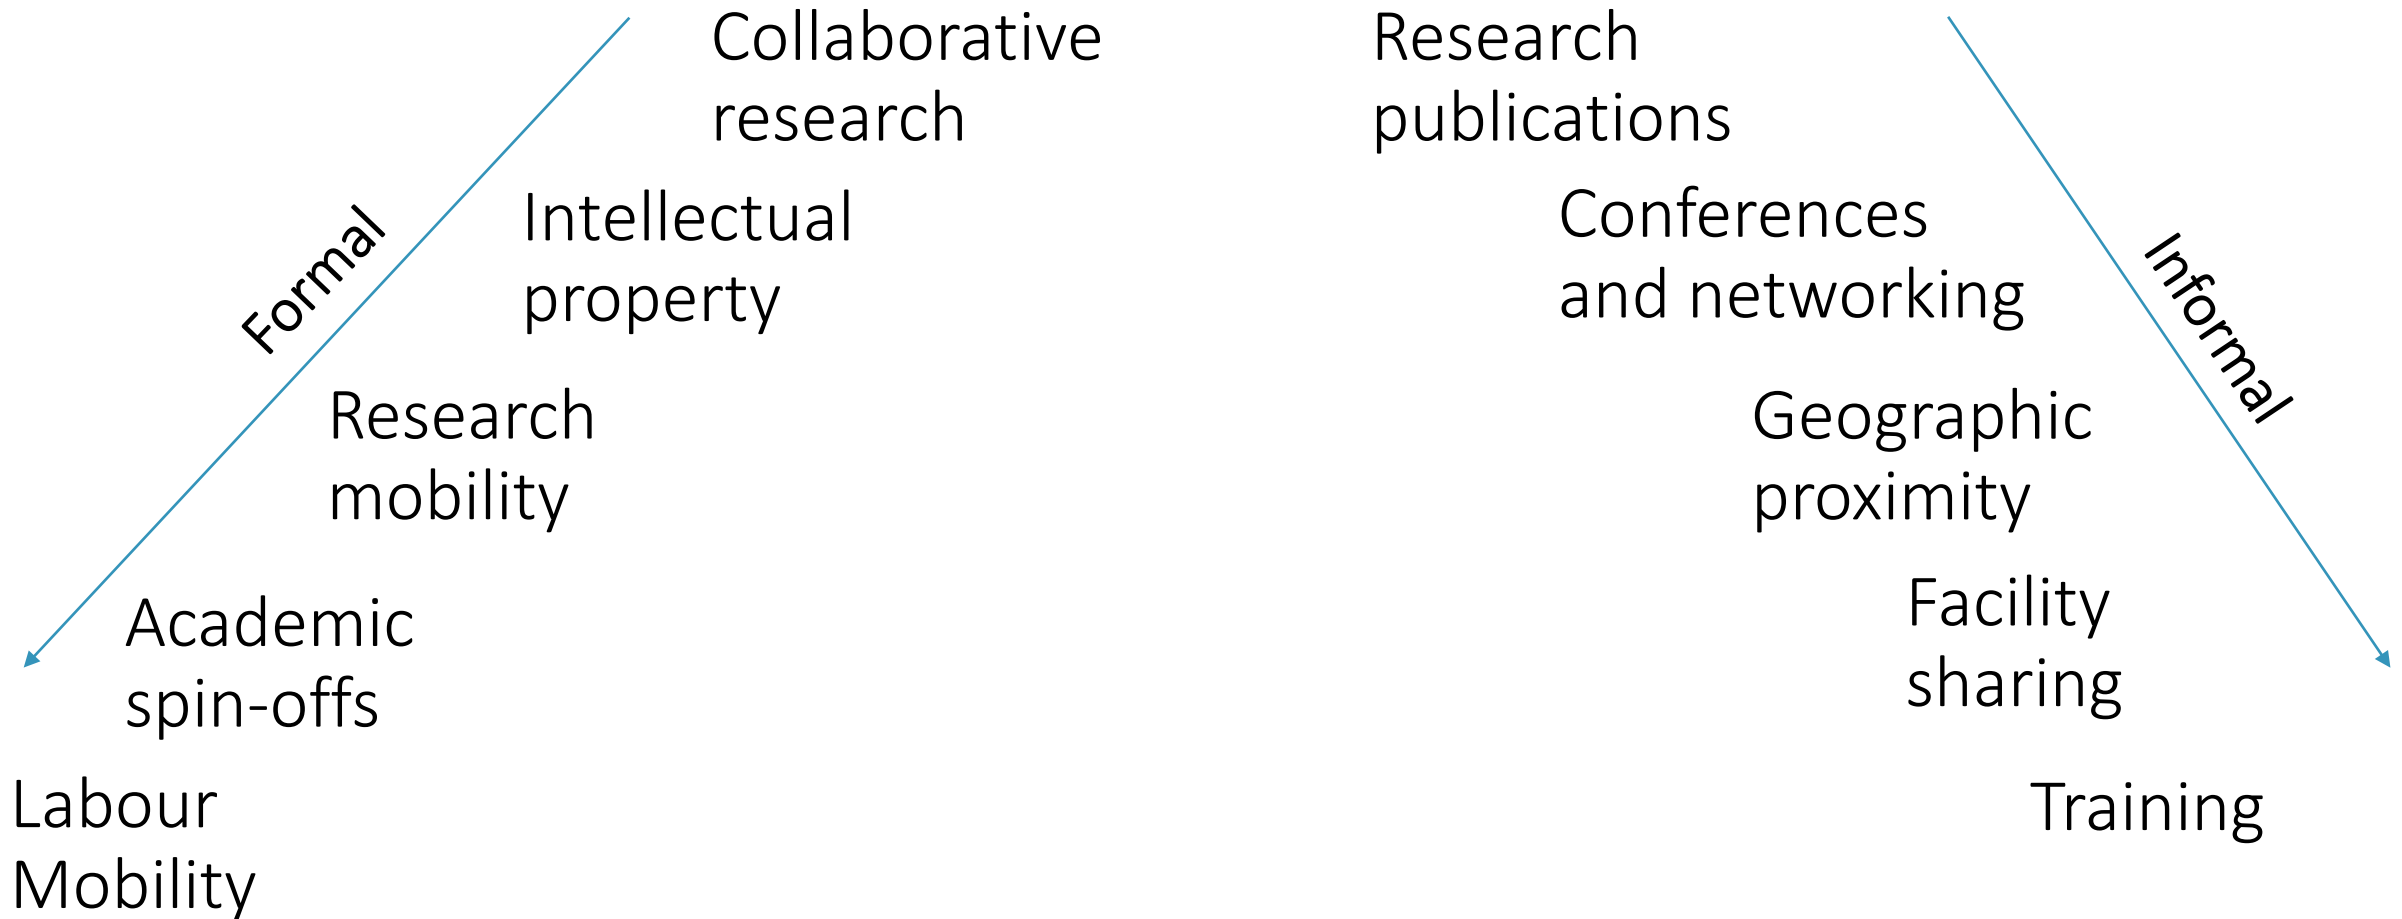 Formal
Collaborative
research
Intellectual
property
Research
mobility
Academic
spin-offs
Labour
Mobility
Research
publications
Conferences
and networking
Geographic
proximity
Facility
sharing
Training
Informal